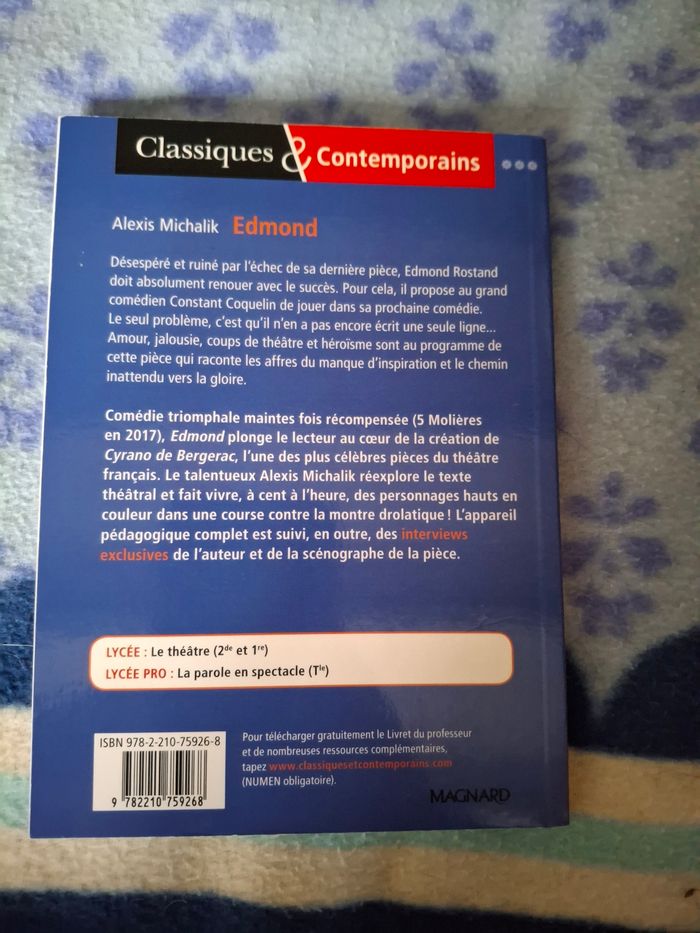 Classiques & Contemporains
Alexis Michalik Edmond
Désespéré et ruiné par l'échec de sa dernière pièce, Edmond Rostand
doit absolument renouer avec le succès. Pour cela, il propose au grand
comédien Constant Coquelin de jouer dans sa prochaine comédie.
Le seul problème, c'est qu'il n'en a pas encore écrit une seule ligne...
Amour, jalousie, coups de théâtre et héroïsme sont au programme de
cette pièce qui raconte les affres du manque d'inspiration et le chemin
inattendu vers la gloire.
Comédie triomphale maintes fois récompensée (5 Molières
en 2017), Edmond plonge le lecteur au cœur de la création de
Cyrano de Bergerac, l'une des plus célèbres pièces du théâtre
français. Le talentueux Alexis Michalik réexplore le texte
théâtral et fait vivre, à cent à l'heure, des personnages hauts en
couleur dans une course contre la montre drolatique ! L'appareil
pédagogique complet est suivi, en outre, des interviews
exclusives de l'auteur et de la scénographe de la pièce.
LYCÉE : Le théâtre (2de et 1re)
LYCÉE PRO : La parole en spectacle (Tle)
ISBN 978-2-210-75926-8
9 782210 759268
Pour télécharger gratuitement le Livret du professeur
et de nombreuses ressources complémentaires,
tapez www.classiquesetcontemporains.com
(NUMEN obligatoire).
MAGNARD